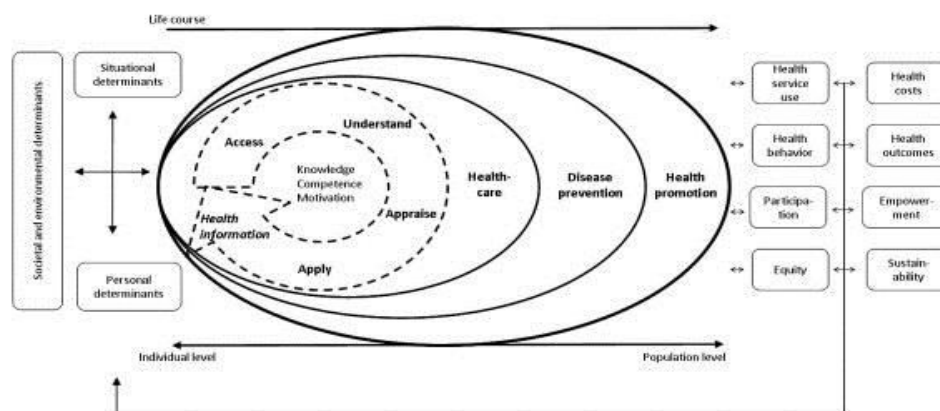 Life course
Societal and environmental determinants
Situational
determinants
Personal
determinants
Access
Understand
Knowledge
Competence
Motivation
Health
information
Appraise
Apply
Health-
care
Disease
prevention
Health
promotion
Individual level
Population level
Health
service
use
Health
costs
Health
behavior
Health
outcomes
Participa-
tion
Empower-
ment
Equity
Sustain-
ability